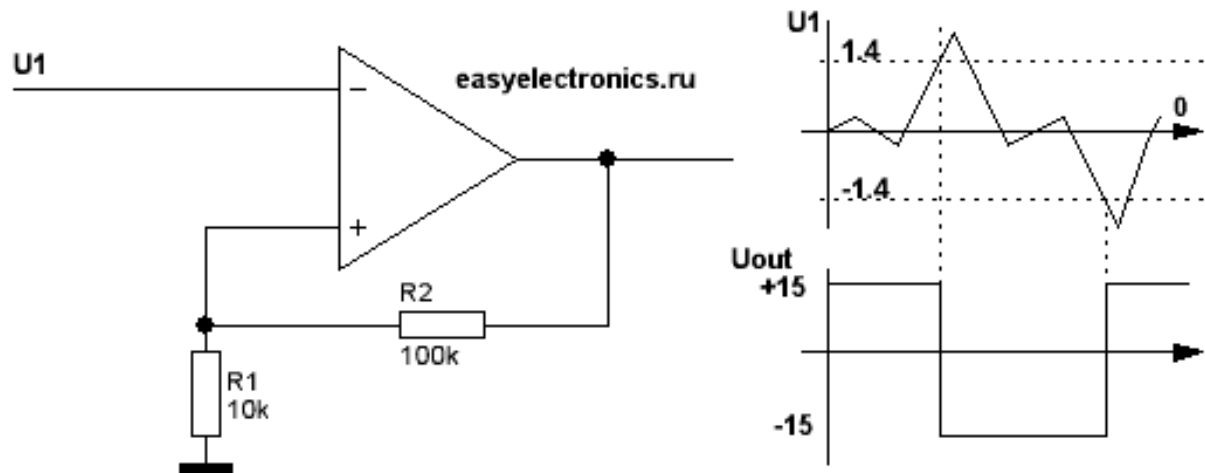 U1
easyelectronics.ru
−
+
R2
100k
R1
10k
U1
1.4
0
-1.4
Uout
+15
-15